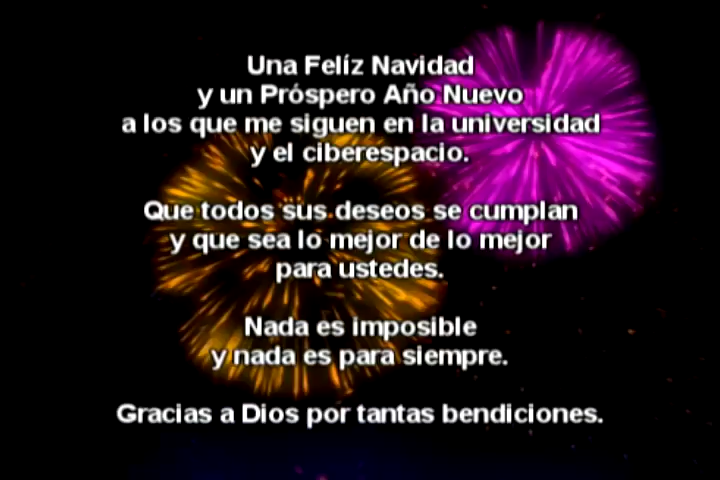 Una Felíz Navidad
y un Próspero Año Nuevo
a los que me siguen en la universidad
y el ciberespacio.
Que todos sus deseos se cumplan
y que sea lo mejor de lo mejor
para ustedes.
Nada es imposible
y nada es para siempre.
Gracias a Dios por tantas bendiciones.